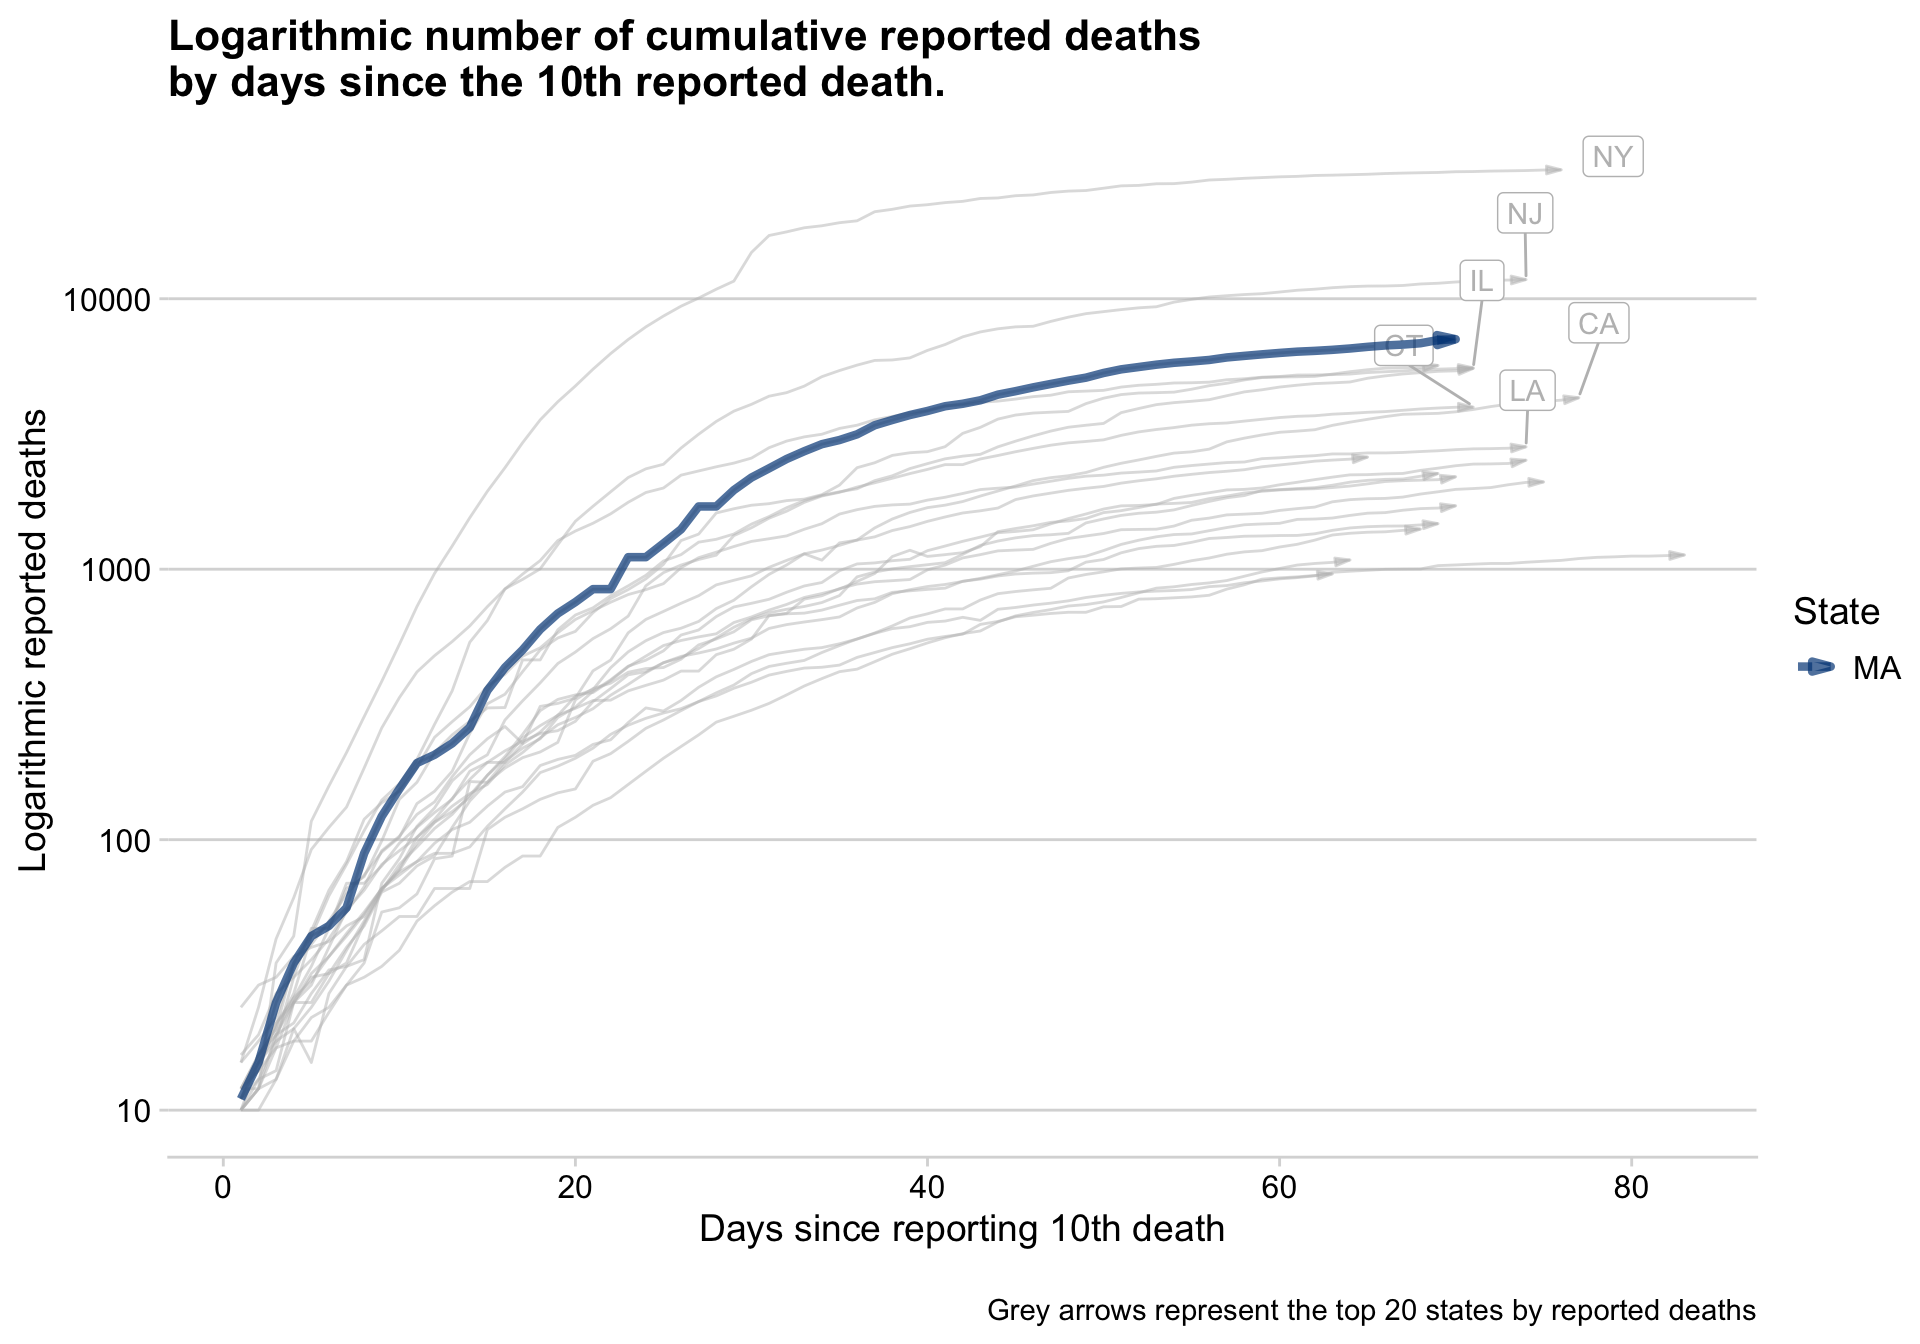 Logarithmic number of cumulative reported deaths
by days since the 10th reported death.
NY
NJ
IL
CA
CT
LA
10000
1000
100
10
Logarithmic reported deaths
0 20 40 60 80
Days since reporting 10th death
State
MA
Grey arrows represent the top 20 states by reported deaths